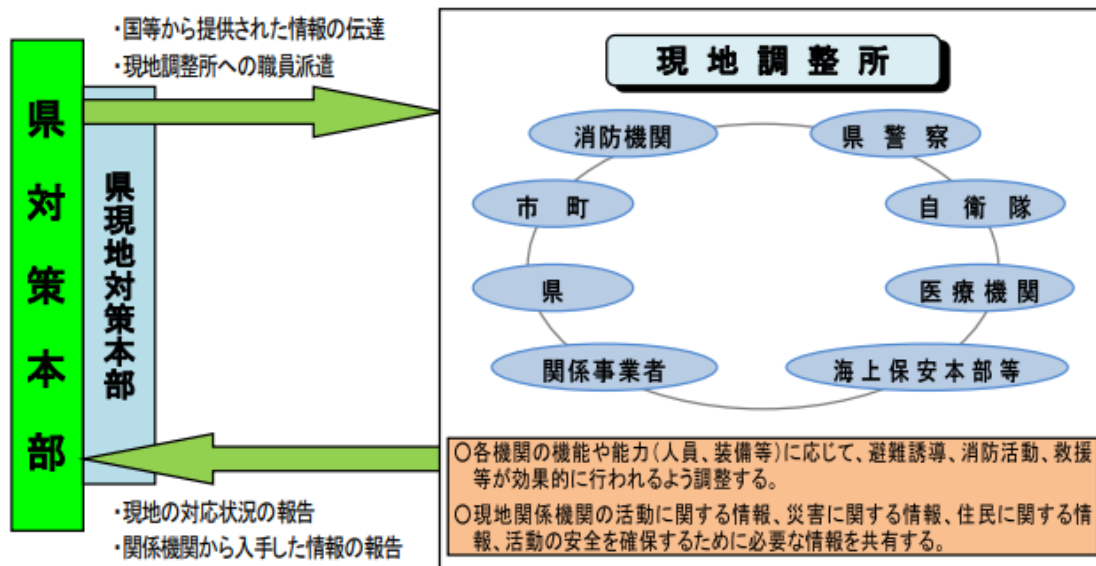 ・国等から提供された情報の伝達
・現地調整所への職員派遣
県対策本部
県現地対策本部
・現地の対応状況の報告
・関係機関から入手した情報の報告
現地調整所
消防機関
県警察
市町
自衛隊
県
医療機関
関係事業者
海上保安本部等
〇各機関の機能や能力(人員、装備等)に応じて、避難誘導、消防活動、救援
等が効果的に行われるよう調整する。
〇現地関係機関の活動に関する情報、災害に関する情報、住民に関する情
報、活動の安全を確保するために必要な情報を共有する。